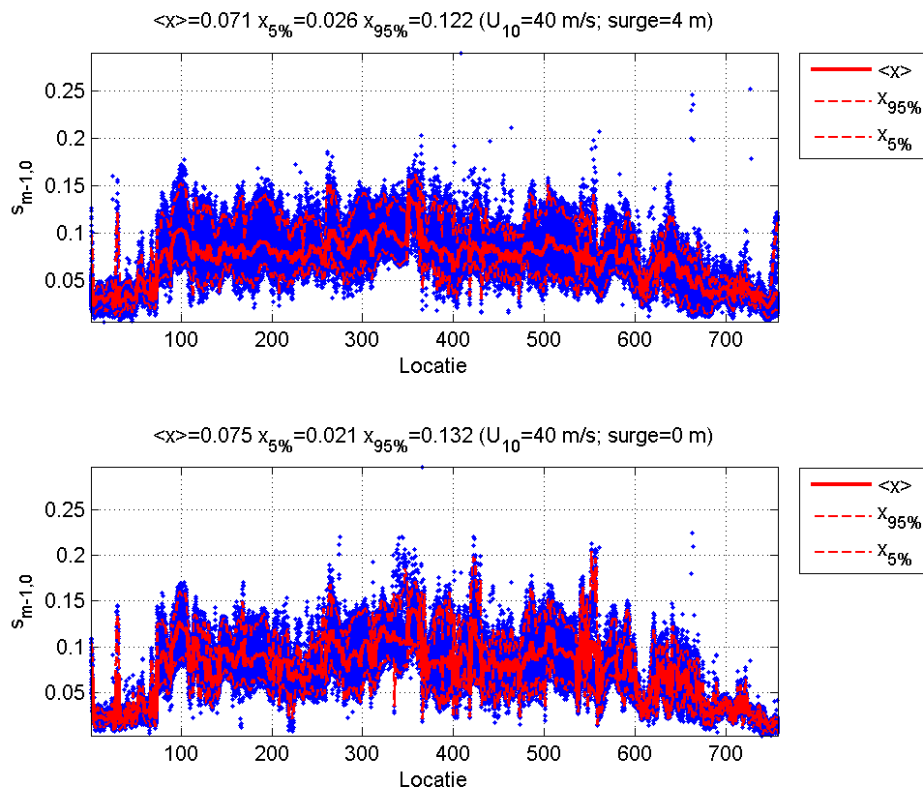 <x>=0.071 x5%=0.026 x95%=0.122 (U10=40 m/s; surge=4 m)
0.25
0.2
0.15
0.1
0.05
sm-1,0
100 200 300 400 500 600 700
Locatie
<x>
x95%
x5%
<x>=0.075 x5%=0.021 x95%=0.132 (U10=40 m/s; surge=0 m)
0.25
0.2
0.15
0.1
0.05
sm-1,0
100 200 300 400 500 600 700
Locatie
<x>
x95%
x5%